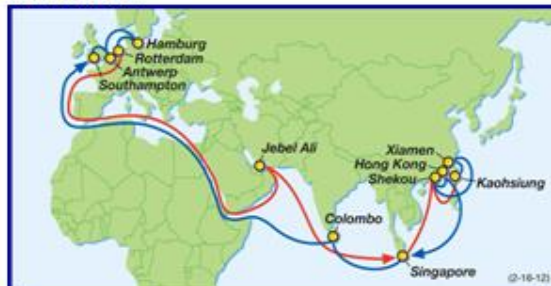 Hamburg
Rotterdam
Antwerp
Southampton
Jebel Ali
Xiamen
Hong Kong
Shekou
Kaohsiung
Colombo
Singapore
(2-16-12)